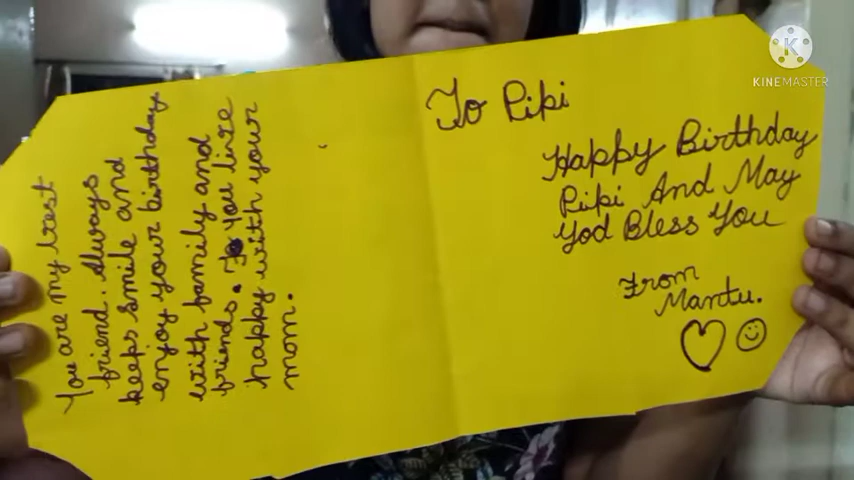 You are my best
friend. Always
keeps smile and
enjoy your birthday
with family and
friends. To you live
happy with your
mom.
To Pipi
Happy Birthday
Pipi And May
God Bless You
From
Mantu.
KINEMASTER